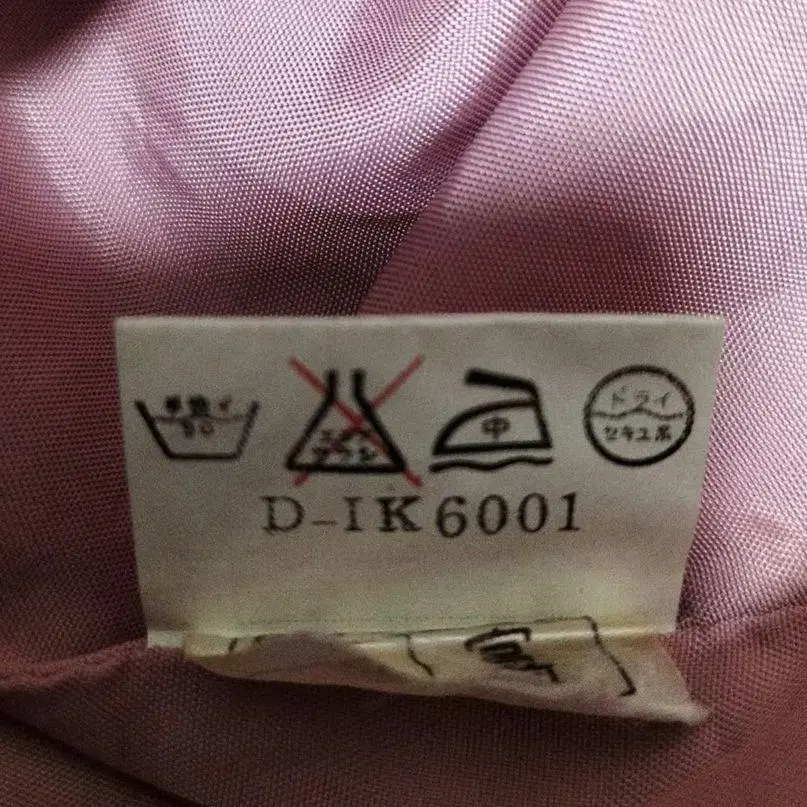 手洗イ
30
エンソ
サラシ
中
ドライ
セキユ系
D-IK6001